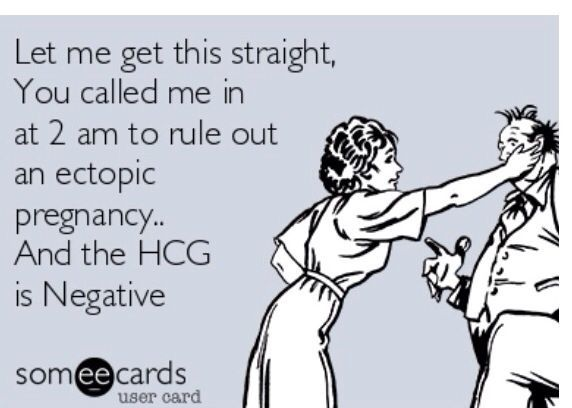 Let me get this straight,
You called me in
at 2 am to rule out
an ectopic
pregnancy..
And the HCG
is Negative
someecards
user card